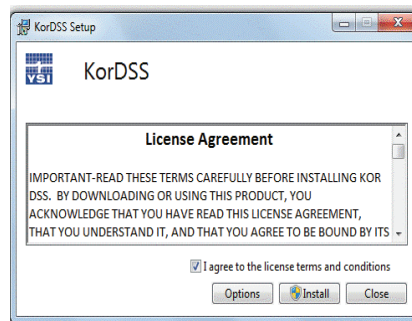 KorDSS Setup
YSI
KorDSS
License Agreement
IMPORTANT-READ THESE TERMS CAREFULLY BEFORE INSTALLING KOR
DSS. BY DOWNLOADING OR USING THIS PRODUCT, YOU
ACKNOWLEDGE THAT YOU HAVE READ THIS LICENSE AGREEMENT,
THAT YOU UNDERSTAND IT, AND THAT YOU AGREE TO BE BOUND BY ITS
I agree to the license terms and conditions
Options Install Close